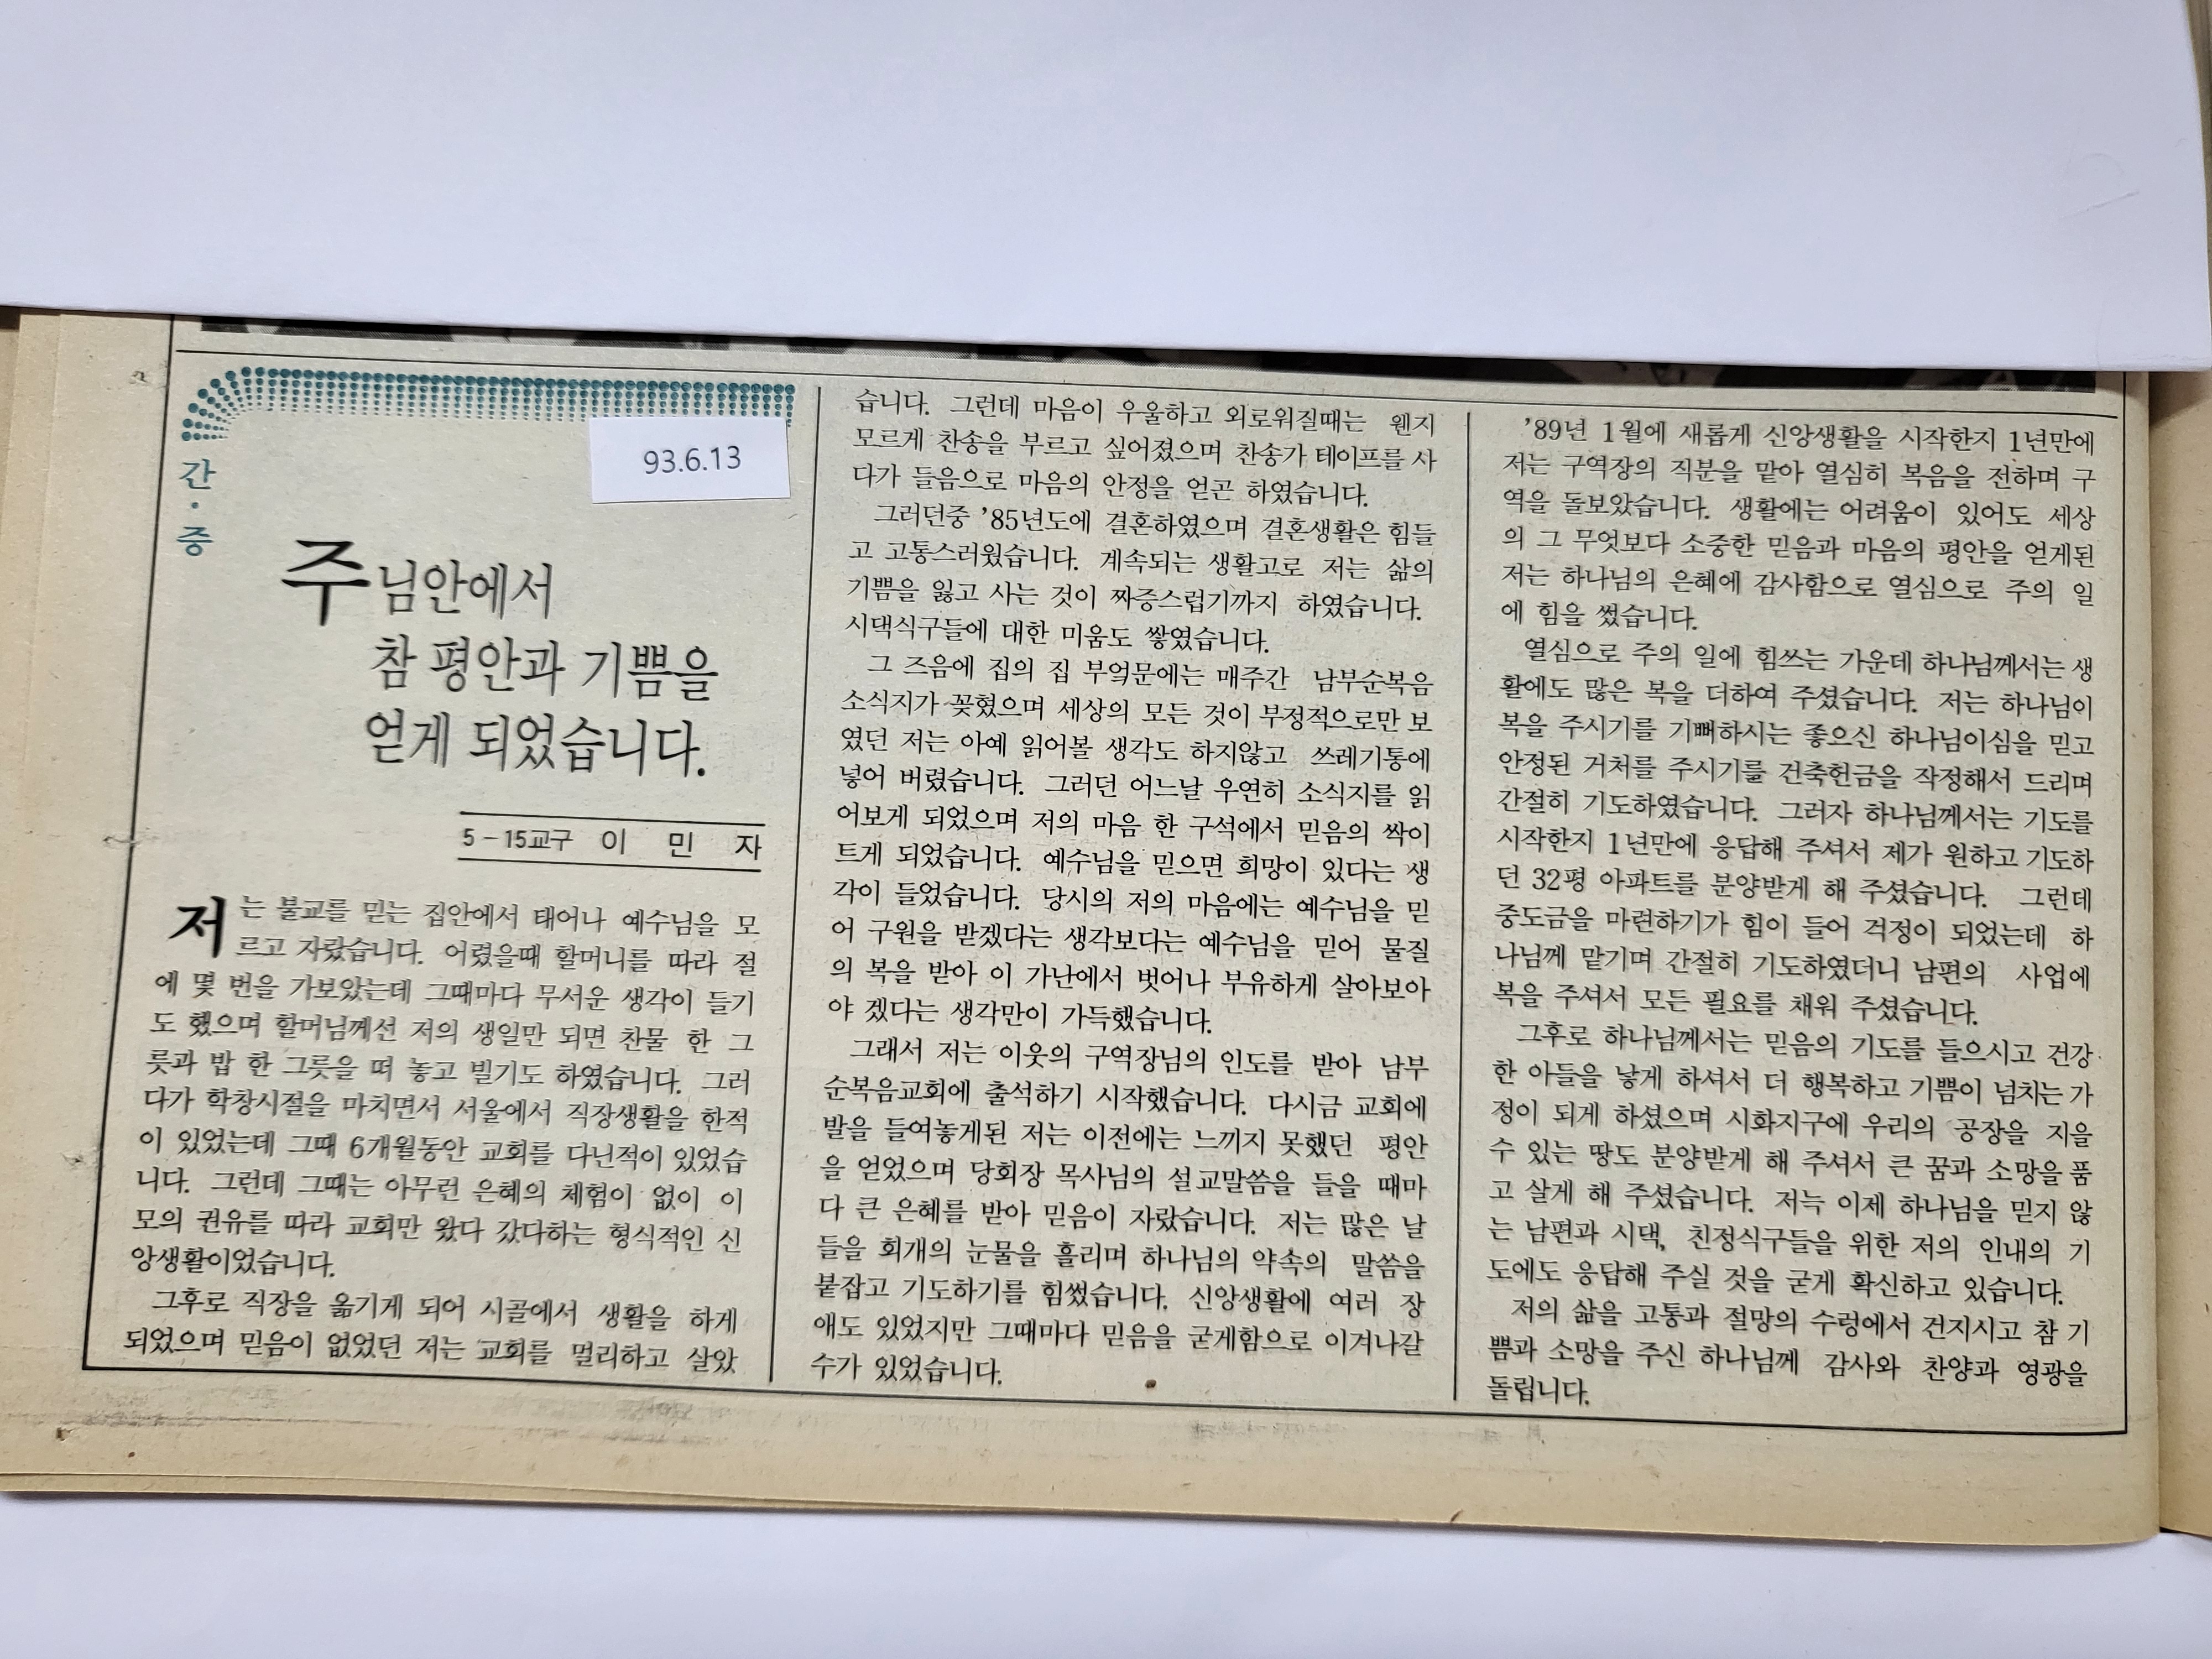 간·증
93.6.13
주님안에서
참 평안과 기쁨을
얻게 되었습니다.
5-15교구 이 민 자
저는 불교를 믿는 집안에서 태어나 예수님을 모
르고 자랐습니다. 어렸을때 할머니를 따라 절
에 몇 번을 가보았는데 그때마다 무서운 생각이 들기
도 했으며 할머님께선 저의 생일만 되면 찬물 한 그
릇과 밥 한 그릇을 떠 놓고 빌기도 하였습니다. 그러
다가 학창시절을 마치면서 서울에서 직장생활을 한적
이 있었는데 그때 6개월동안 교회를 다닌적이 있었습
니다. 그런데 그때는 아무런 은혜의 체험이 없이 이
모의 권유를 따라 교회만 왔다 갔다하는 형식적인 신
앙생활이었습니다.
그후로 직장을 옮기게 되어 시골에서 생활을 하게
되었으며 믿음이 없었던 저는 교회를 멀리하고 살았
습니다. 그런데 마음이 우울하고 외로워질때는 웬지
모르게 찬송을 부르고 싶어졌으며 찬송가 테이프를 사
다가 들음으로 마음의 안정을 얻곤 하였습니다.
그러던중 '85년도에 결혼하였으며 결혼생활은 힘들
고 고통스러웠습니다. 계속되는 생활고로 저는 삶의
기쁨을 잃고 사는 것이 짜증스럽기까지 하였습니다.
시댁식구들에 대한 미움도 쌓였습니다.
그 즈음에 집의 집 부엌문에는 매주간 남부순복음
소식지가 꽂혔으며 세상의 모든 것이 부정적으로만 보
였던 저는 아예 읽어볼 생각도 하지않고 쓰레기통에
넣어 버렸습니다. 그러던 어느날 우연히 소식지를 읽
어보게 되었으며 저의 마음 한 구석에서 믿음의 싹이
트게 되었습니다. 예수님을 믿으면 희망이 있다는 생
각이 들었습니다. 당시의 저의 마음에는 예수님을 믿
어 구원을 받겠다는 생각보다는 예수님을 믿어 물질
의 복을 받아 이 가난에서 벗어나 부유하게 살아보아
야 겠다는 생각만이 가득했습니다.
그래서 저는 이웃의 구역장님의 인도를 받아 남부
순복음교회에 출석하기 시작했습니다. 다시금 교회에
발을 들여놓게된 저는 이전에는 느끼지 못했던 평안
을 얻었으며 당회장 목사님의 설교말씀을 들을 때마
다 큰 은혜를 받아 믿음이 자랐습니다. 저는 많은 날
들을 회개의 눈물을 흘리며 하나님의 약속의 말씀을
붙잡고 기도하기를 힘썼습니다. 신앙생활에 여러 장
애도 있었지만 그때마다 믿음을 굳게함으로 이겨나갈
수가 있었습니다.
'89년 1월에 새롭게 신앙생활을 시작한지 1년만에
저는 구역장의 직분을 맡아 열심히 복음을 전하며 구
역을 돌보았습니다. 생활에는 어려움이 있어도 세상
의 그 무엇보다 소중한 믿음과 마음의 평안을 얻게된
저는 하나님의 은혜에 감사함으로 열심으로 주의 일
에 힘을 썼습니다.
열심으로 주의 일에 힘쓰는 가운데 하나님께서는 생
활에도 많은 복을 더하여 주셨습니다. 저는 하나님이
복을 주시기를 기뻐하시는 좋으신 하나님이심을 믿고
안정된 거처를 주시기를 건축헌금을 작정해서 드리며
간절히 기도하였습니다. 그러자 하나님께서는 기도를
시작한지 1년만에 응답해 주셔서 제가 원하고 기도하
던 32평 아파트를 분양받게 해 주셨습니다. 그런데
중도금을 마련하기가 힘이 들어 걱정이 되었는데 하
나님께 맡기며 간절히 기도하였더니 남편의 사업에
복을 주셔서 모든 필요를 채워 주셨습니다.
그후로 하나님께서는 믿음의 기도를 들으시고 건강
한 아들을 낳게 하셔서 더 행복하고 기쁨이 넘치는 가
정이 되게 하셨으며 시화지구에 우리의 공장을 지을
수 있는 땅도 분양받게 해 주셔서 큰 꿈과 소망을 품
고 살게 해 주셨습니다. 저늑 이제 하나님을 믿지 않
는 남편과 시댁, 친정식구들을 위한 저의 인내의 기
도에도 응답해 주실 것을 굳게 확신하고 있습니다.
저의 삶을 고통과 절망의 수렁에서 건지시고 참 기
쁨과 소망을 주신 하나님께 감사와 찬양과 영광을
돌립니다.